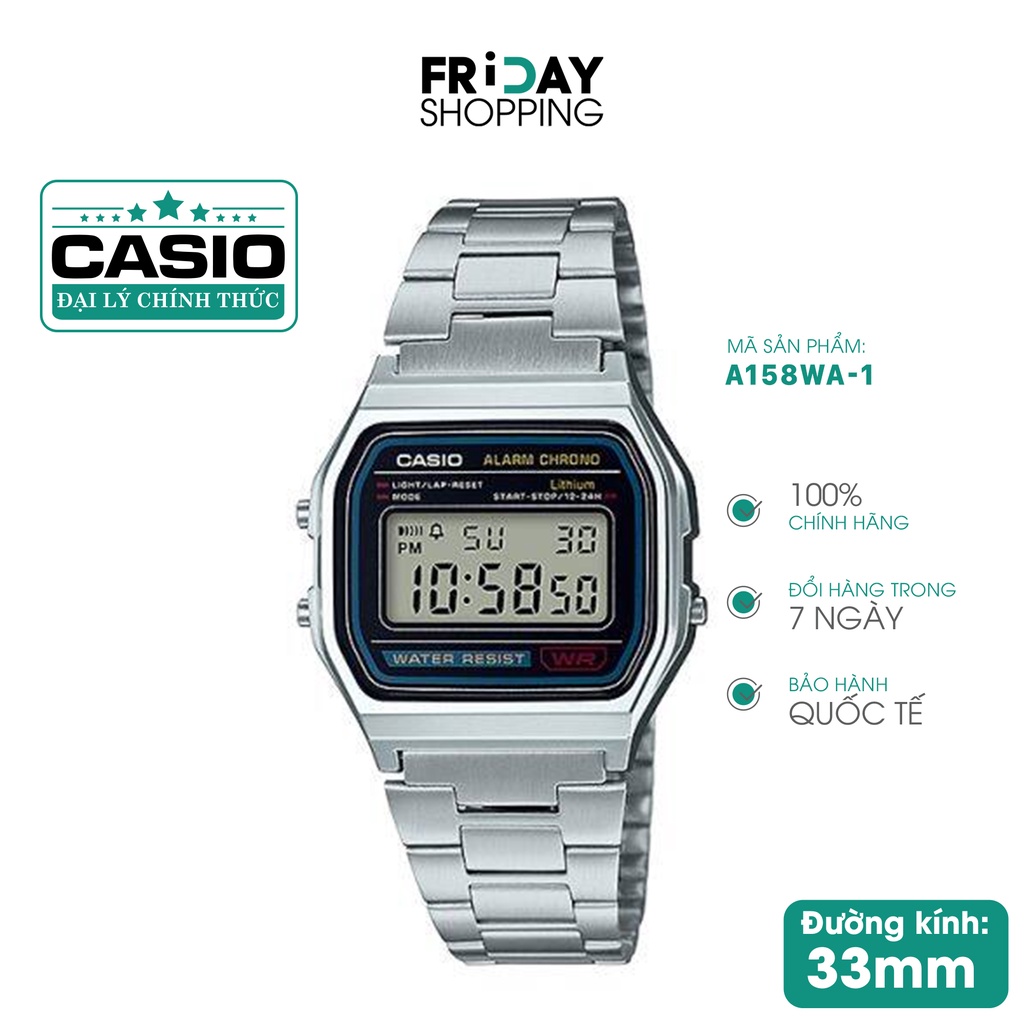 FRiDAY
SHOPPING
CASIO
ĐẠI LÝ CHÍNH THỨC
MÃ SẢN PHẨM:
A158WA-1
CASIO ALARM CHRONO
Lithium
LIGHT/LAP-RESET
MODE START-STOP/12-24H
PM SU 30
10:58 50
WATER RESIST WR
100%
CHÍNH HÃNG
ĐỔI HÀNG TRONG
7 NGÀY
BẢO HÀNH
QUỐC TẾ
Đường kính:
33mm